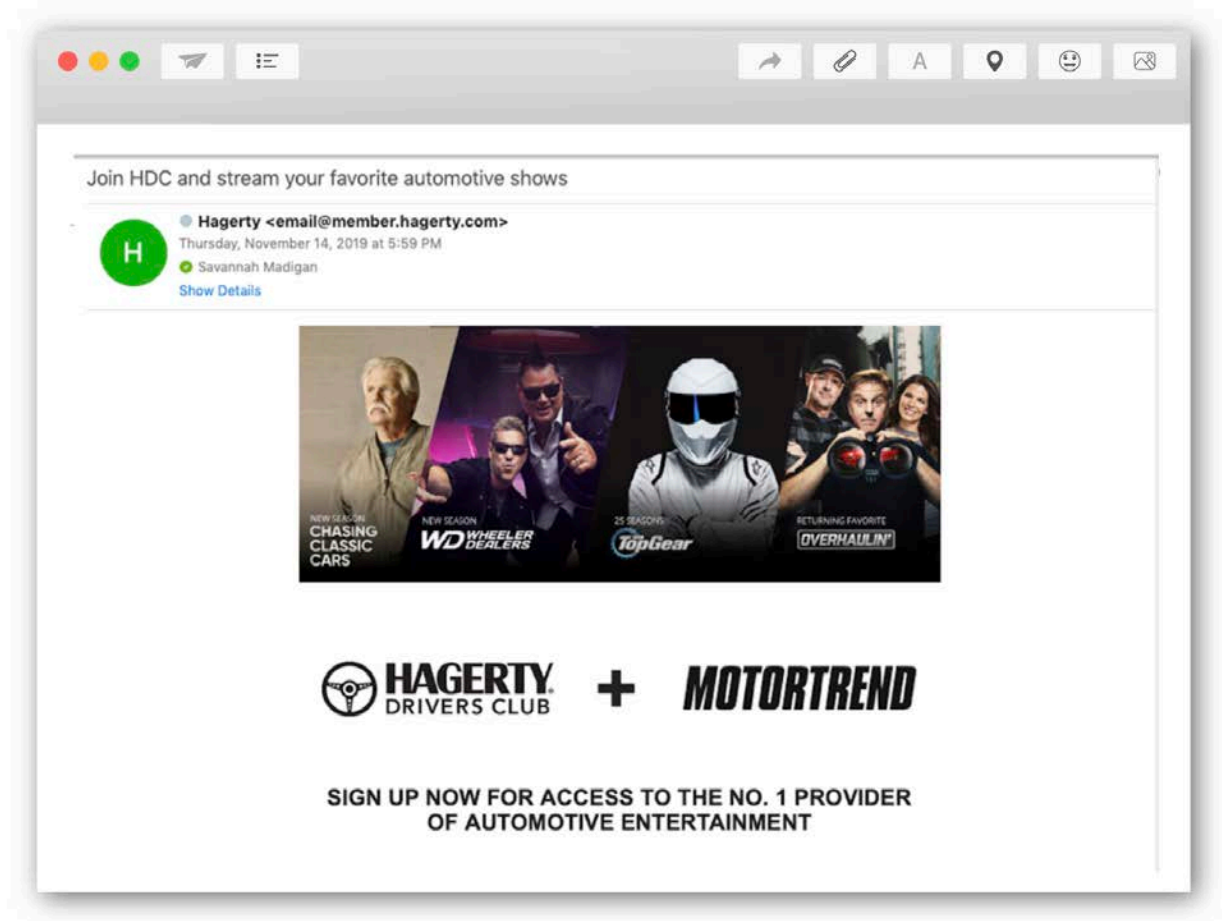 A
Join HDC and stream your favorite automotive shows
H
Hagerty <email@member.hagerty.com>
Thursday, November 14, 2019 at 5:59 PM
Savannah Madigan
Show Details
NEW SEASON
CHASING
CLASSIC
CARS
NEW SEASON
WD WHEELER
DEALERS
25 SEASONS
TopGear
RETURNING FAVORITE
OVERHAULIN'
HAGERTY®
DRIVERS CLUB
+
MOTORTREND
SIGN UP NOW FOR ACCESS TO THE NO. 1 PROVIDER
OF AUTOMOTIVE ENTERTAINMENT